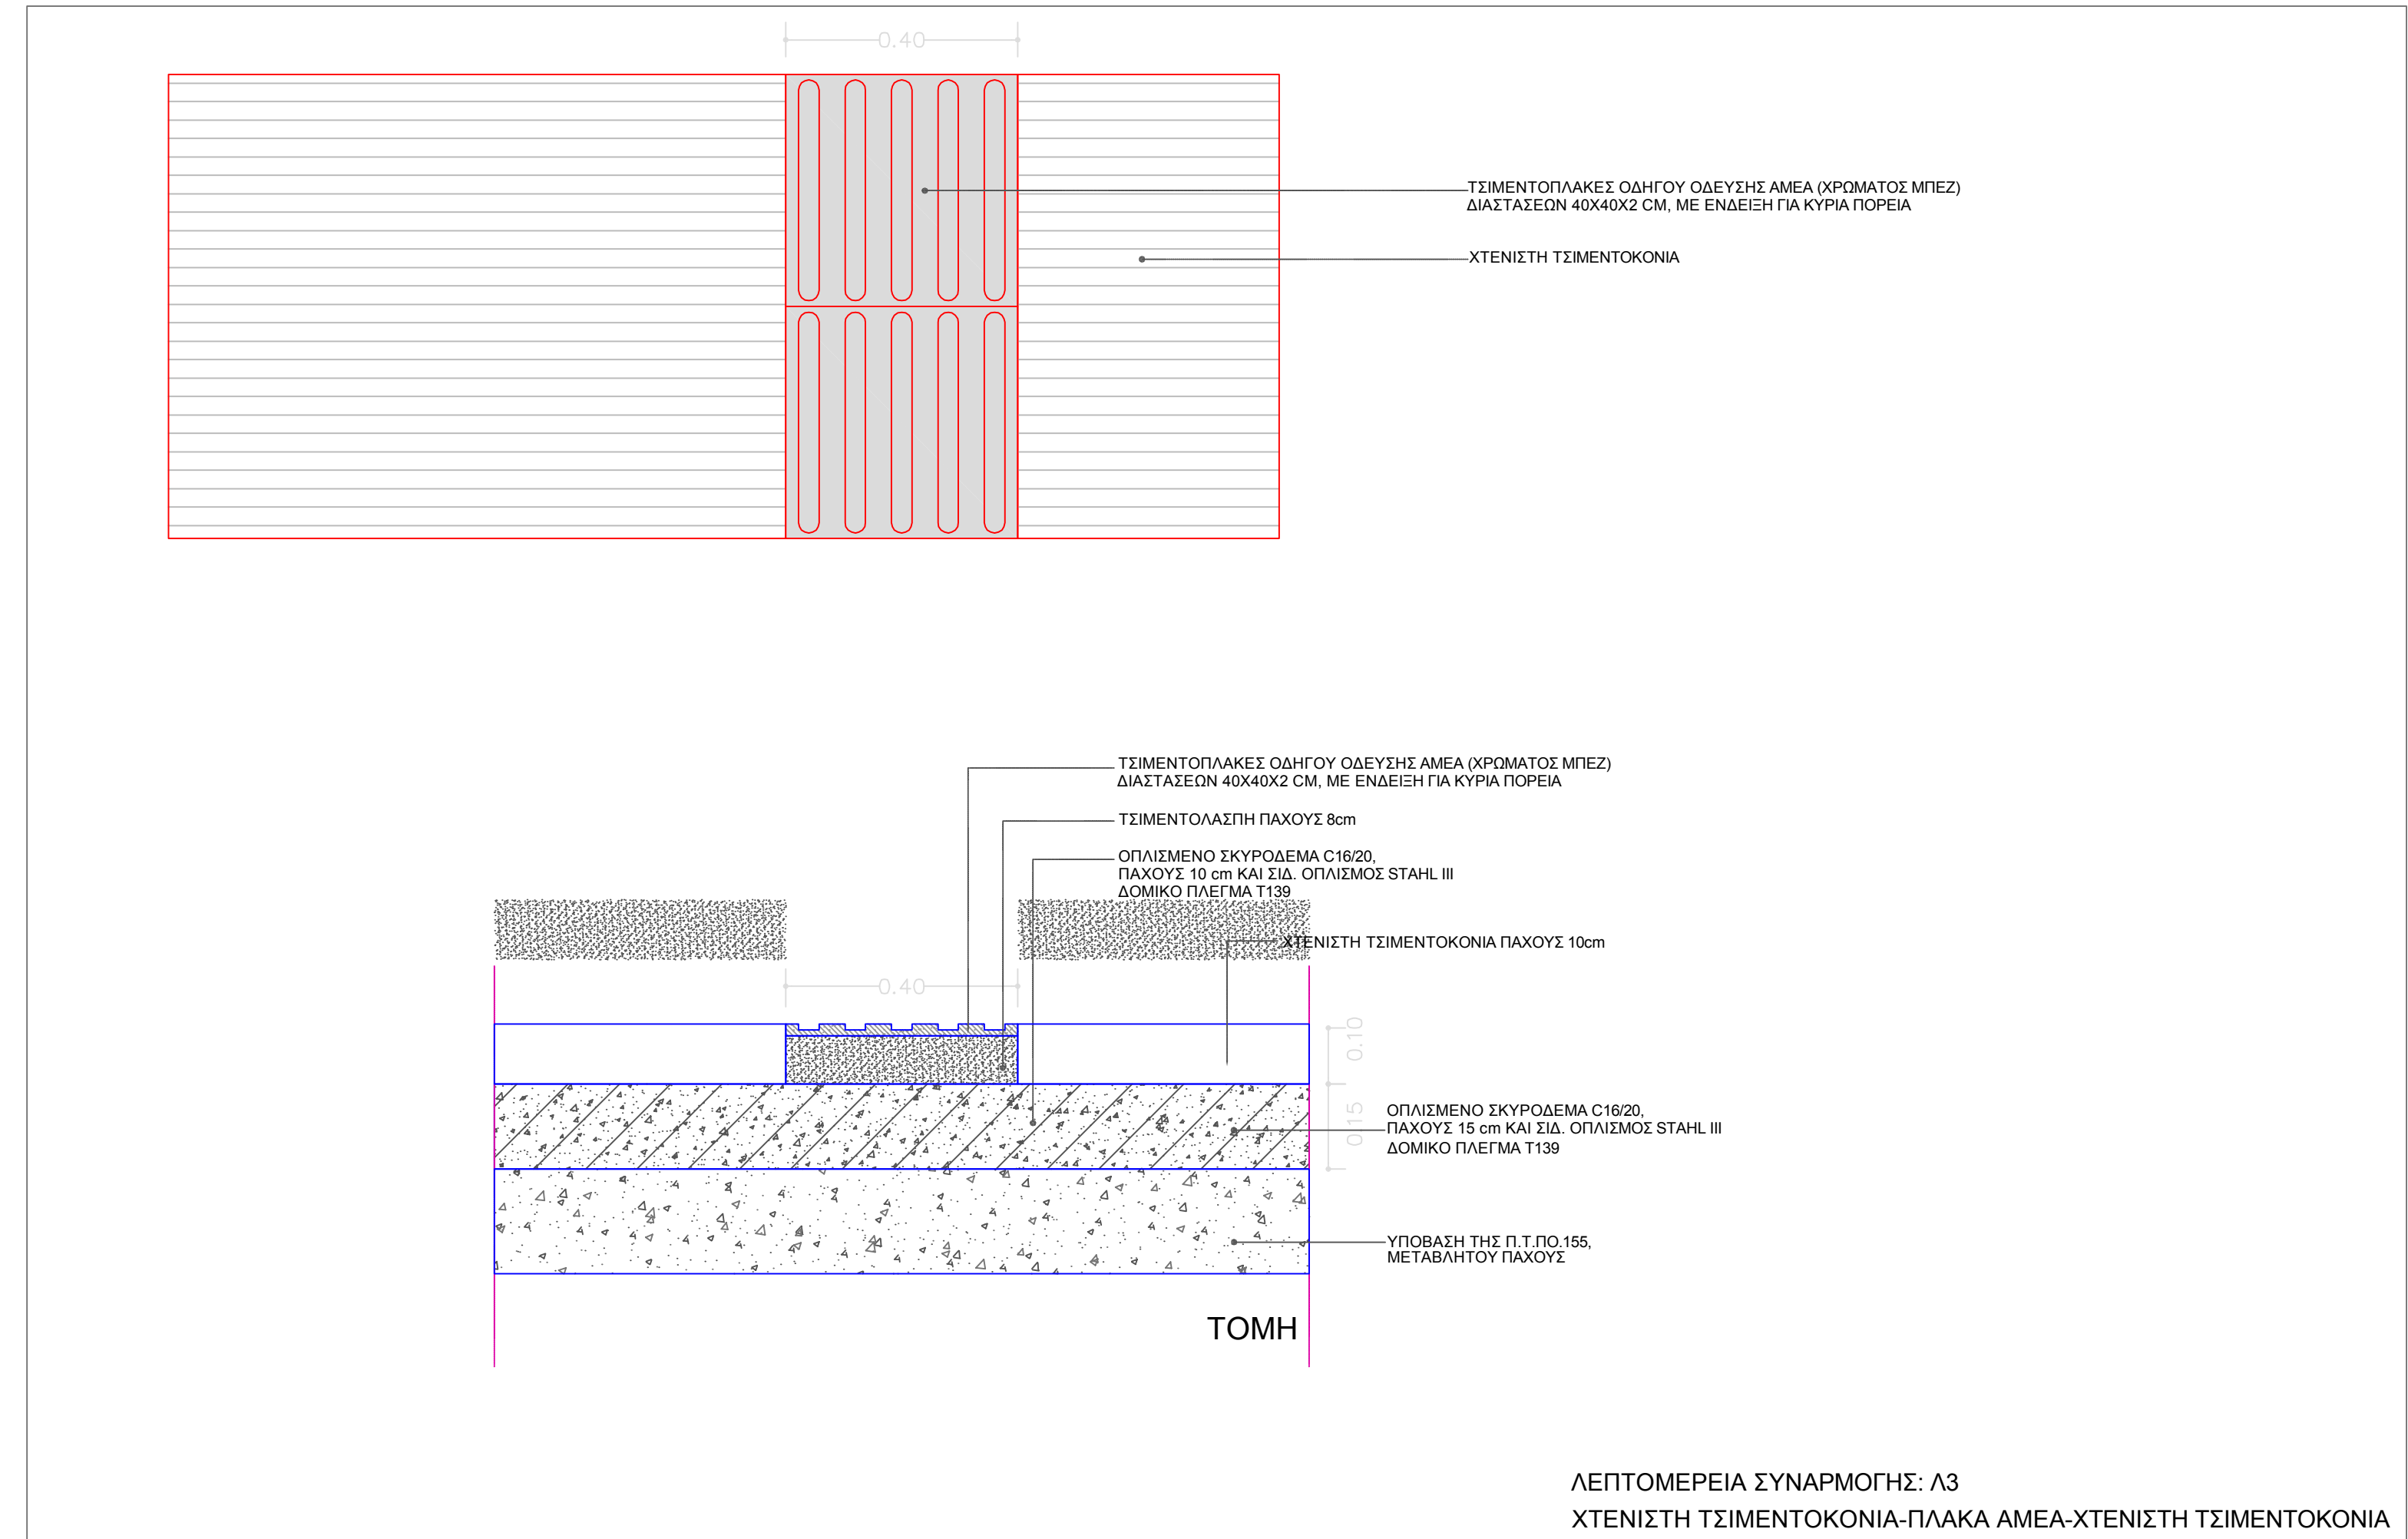 0.40
ΤΣΙΜΕΝΤΟΠΛΑΚΕΣ ΟΔΗΓΟΥ ΟΔΕΥΣΗΣ ΑΜΕΑ (ΧΡΩΜΑΤΟΣ ΜΠΕΖ)
ΔΙΑΣΤΑΣΕΩΝ 40Χ40Χ2 CM, ΜΕ ΕΝΔΕΙΞΗ ΓΙΑ ΚΥΡΙΑ ΠΟΡΕΙΑ
ΧΤΕΝΙΣΤΗ ΤΣΙΜΕΝΤΟΚΟΝΙΑ
ΤΣΙΜΕΝΤΟΠΛΑΚΕΣ ΟΔΗΓΟΥ ΟΔΕΥΣΗΣ ΑΜΕΑ (ΧΡΩΜΑΤΟΣ ΜΠΕΖ)
ΔΙΑΣΤΑΣΕΩΝ 40Χ40Χ2 CM, ΜΕ ΕΝΔΕΙΞΗ ΓΙΑ ΚΥΡΙΑ ΠΟΡΕΙΑ
ΤΣΙΜΕΝΤΟΛΑΣΠΗ ΠΑΧΟΥΣ 8cm
ΟΠΛΙΣΜΕΝΟ ΣΚΥΡΟΔΕΜΑ C16/20,
ΠΑΧΟΥΣ 10 cm ΚΑΙ ΣΙΔ. ΟΠΛΙΣΜΟΣ STAHL III
ΔΟΜΙΚΟ ΠΛΕΓΜΑ Τ139
ΧΤΕΝΙΣΤΗ ΤΣΙΜΕΝΤΟΚΟΝΙΑ ΠΑΧΟΥΣ 10cm
0.40
0.10
0.15
ΟΠΛΙΣΜΕΝΟ ΣΚΥΡΟΔΕΜΑ C16/20,
ΠΑΧΟΥΣ 15 cm ΚΑΙ ΣΙΔ. ΟΠΛΙΣΜΟΣ STAHL III
ΔΟΜΙΚΟ ΠΛΕΓΜΑ Τ139
ΥΠΟΒΑΣΗ ΤΗΣ Π.Τ.ΠΟ.155,
ΜΕΤΑΒΛΗΤΟΥ ΠΑΧΟΥΣ
ΤΟΜΗ
ΛΕΠΤΟΜΕΡΕΙΑ ΣΥΝΑΡΜΟΓΗΣ: Λ3
ΧΤΕΝΙΣΤΗ ΤΣΙΜΕΝΤΟΚΟΝΙΑ-ΠΛΑΚΑ ΑΜΕΑ-ΧΤΕΝΙΣΤΗ ΤΣΙΜΕΝΤΟΚΟΝΙΑ